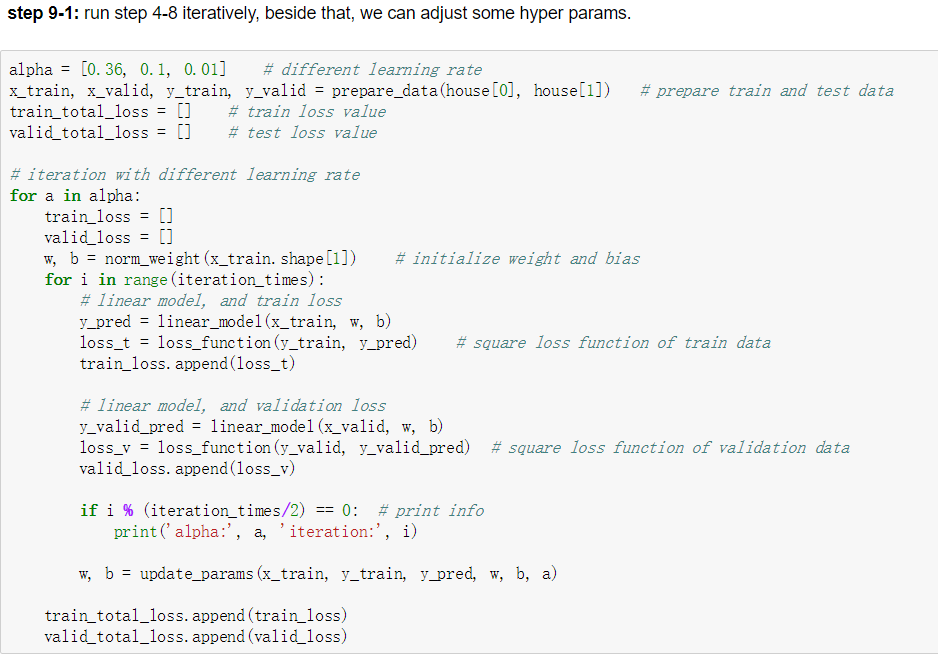 step 9-1: run step 4-8 iteratively, beside that, we can adjust some hyper params.
alpha = [0.36, 0.1, 0.01]    # different learning rate
x_train, x_valid, y_train, y_valid = prepare_data(house[0], house[1])   # prepare train and test data
train_total_loss = []    # train loss value
valid_total_loss = []    # test loss value

# iteration with different learning rate
for a in alpha:
    train_loss = []
    valid_loss = []
    w, b = norm_weight(x_train.shape[1])    # initialize weight and bias
    for i in range(iteration_times):
        # linear model, and train loss
        y_pred = linear_model(x_train, w, b)
        loss_t = loss_function(y_train, y_pred)    # square loss function of train data
        train_loss.append(loss_t)

        # linear model, and validation loss
        y_valid_pred = linear_model(x_valid, w, b)
        loss_v = loss_function(y_valid, y_valid_pred)  # square loss function of validation data
        valid_loss.append(loss_v)

        if i % (iteration_times/2) == 0:  # print info
            print('alpha:', a, 'iteration:', i)

        w, b = update_params(x_train, y_train, y_pred, w, b, a)

    train_total_loss.append(train_loss)
    valid_total_loss.append(valid_loss)